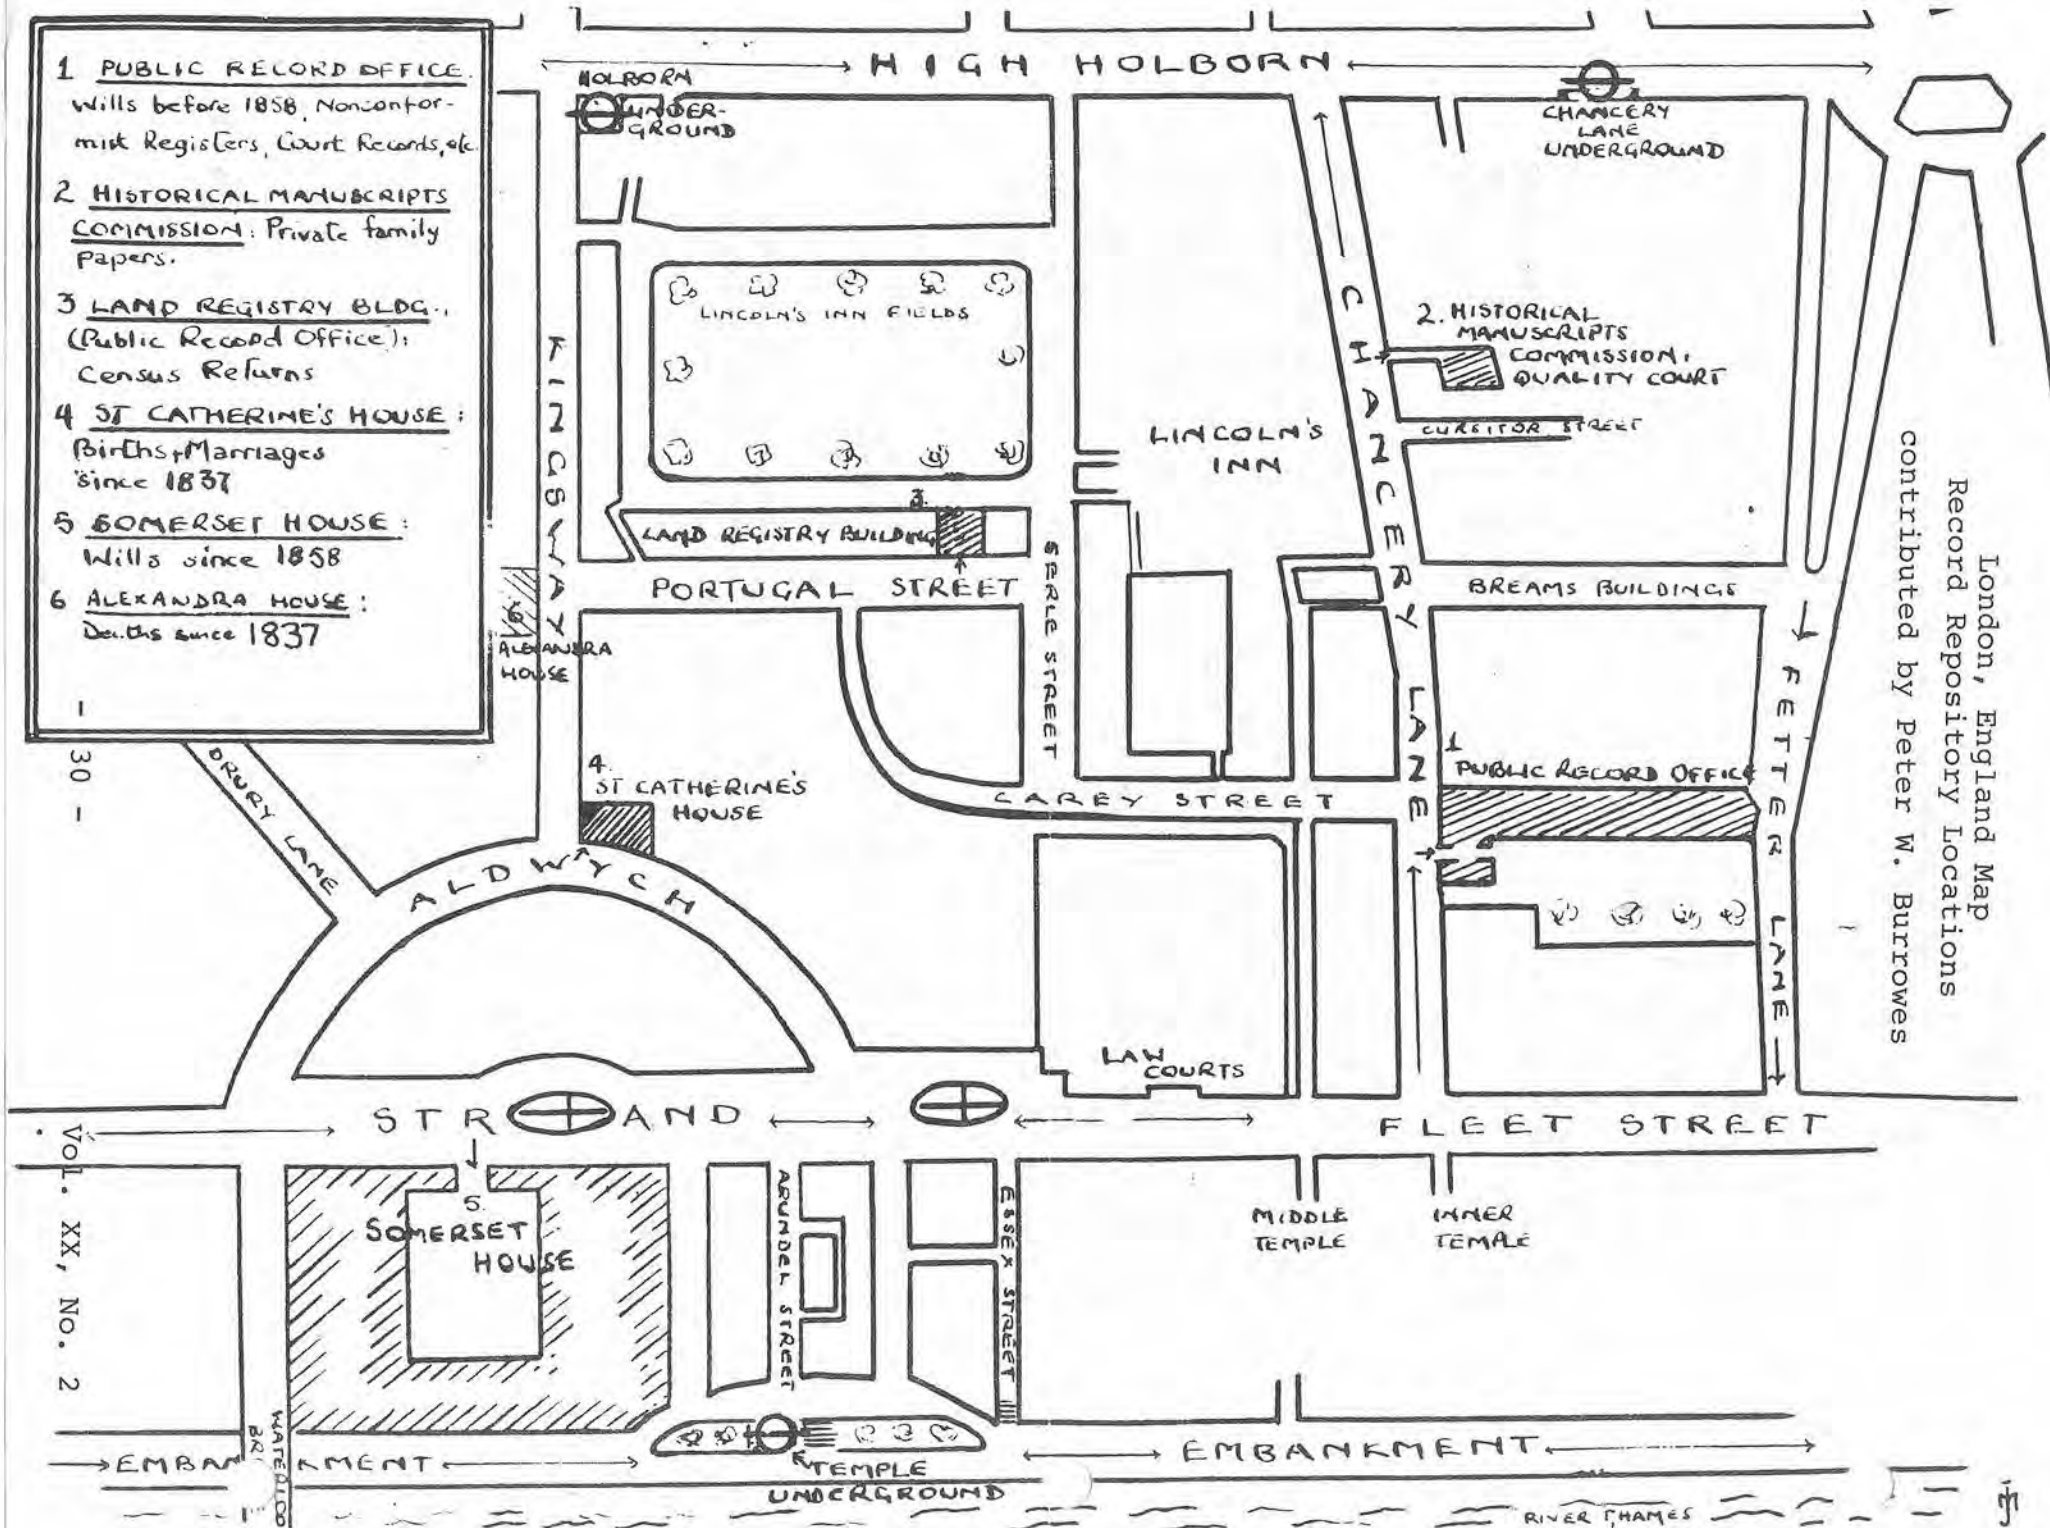 1 PUBLIC RECORD OFFICE.
Wills before 1858, Nonconfor-
mist Registers, Court Records, etc.
2 HISTORICAL MANUSCRIPTS
COMMISSION: Private family
Papers.
3 LAND REGISTRY BLDG.,
(Public Record Office):
Census Returns
4 ST CATHERINE'S HOUSE:
Births + Marriages
since 1837
5 SOMERSET HOUSE:
Wills since 1858
6 ALEXANDRA HOUSE:
Deaths since 1837
- 30 -
Vol. XX, No. 2
London, England Map
Record Repository Locations
contributed by Peter W. Burrowes
HIGH HOLBORN
HOLBORN
UNDER-
GROUND
CHANCERY
LANE
UNDERGROUND
LINCOLN'S INN FIELDS
KINGSWAY
2. HISTORICAL
MANUSCRIPTS
COMMISSION,
QUALITY COURT
CURSITOR STREET
LINCOLN'S
INN
CHANCERY LANE
3.
LAND REGISTRY BUILDING
PORTUGAL STREET
SERLE STREET
BREAMS BUILDINGS
6
ALEXANDRA
HOUSE
FETTER LANE
1
PUBLIC RECORD OFFICE
4.
ST CATHERINE'S
HOUSE
CAREY STREET
DRURY LANE
ALDWYCH
LAW
COURTS
STRAND
FLEET STREET
5.
SOMERSET
HOUSE
ARUNDEL STREET
ESSEX STREET
MIDDLE
TEMPLE
INNER
TEMPLE
WATERLOO
BR
EMBANKMENT
EMBANKMENT
TEMPLE
UNDERGROUND
RIVER THAMES